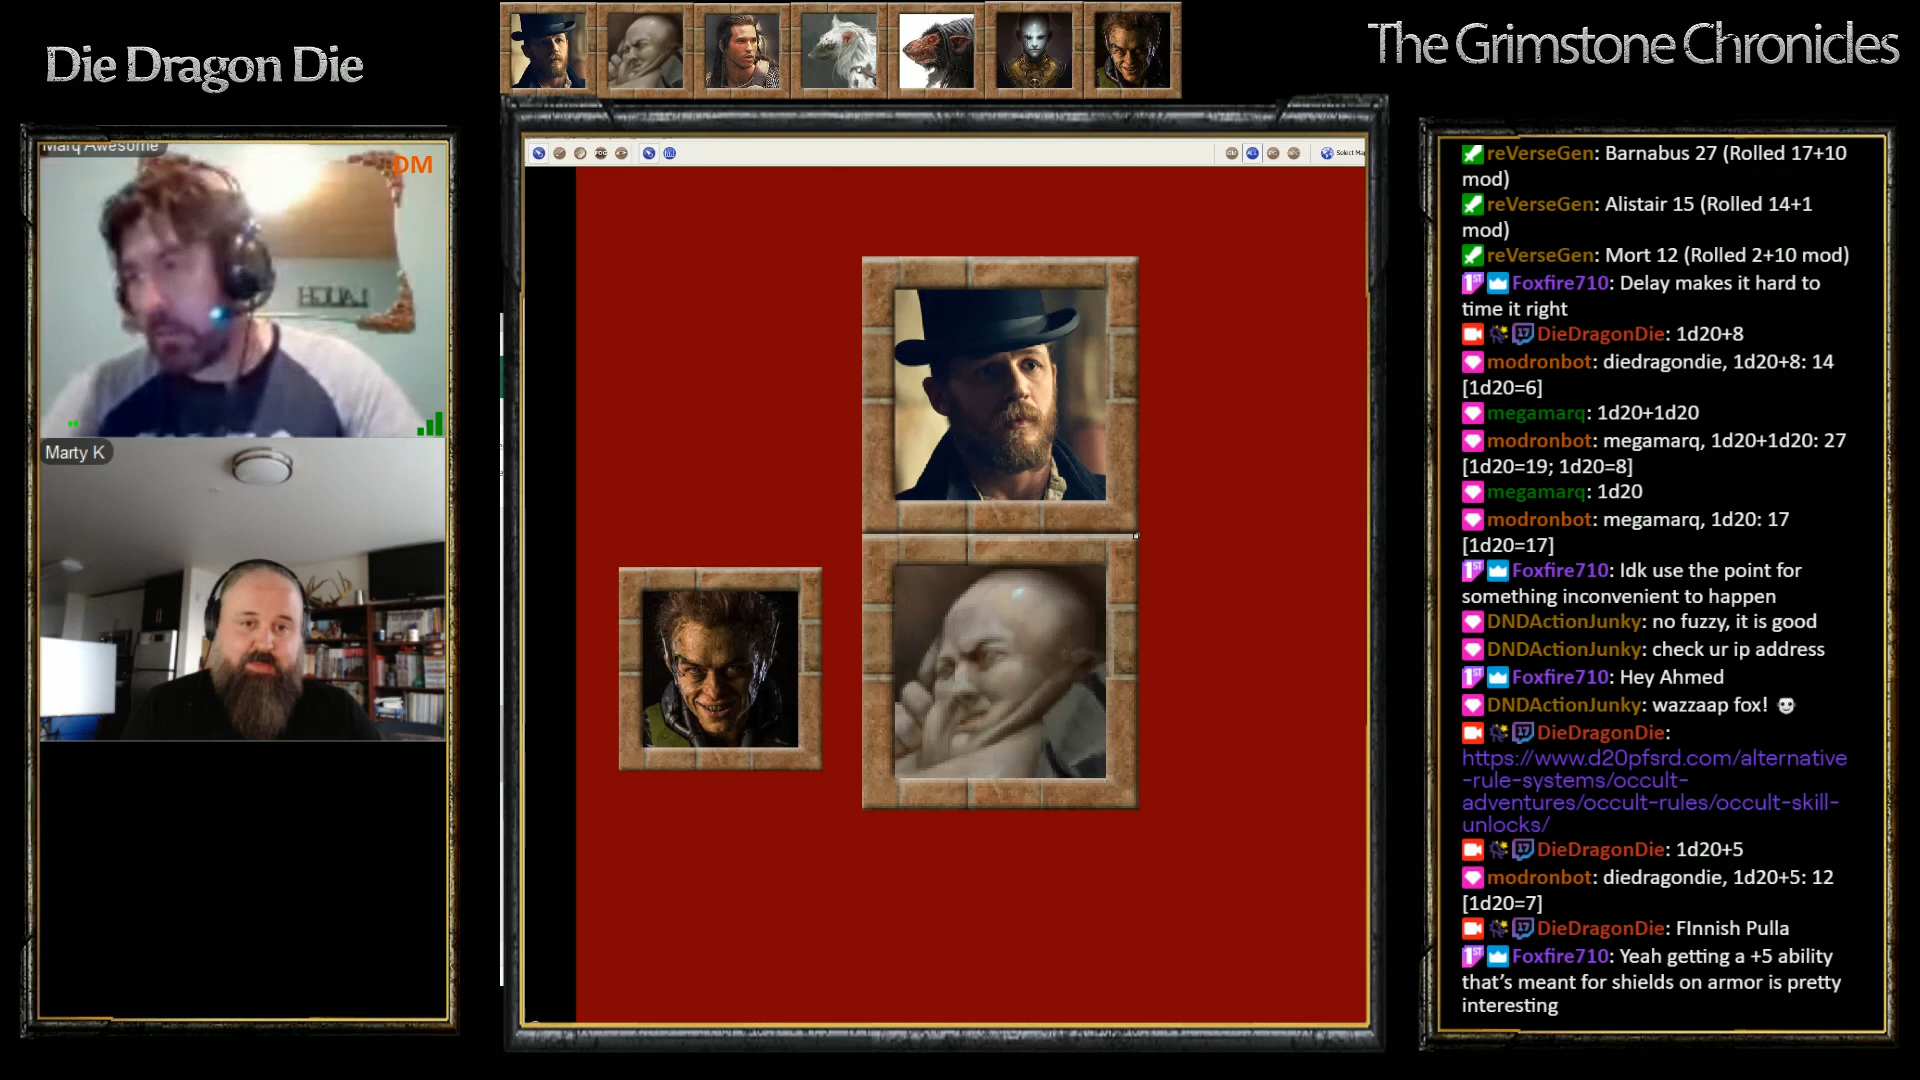 Die Dragon Die
The Grimstone Chronicles
Marq Awesome
DM
Marty K
Select Ma
reVerseGen: Barnabus 27 (Rolled 17+10
mod)
reVerseGen: Alistair 15 (Rolled 14+1
mod)
reVerseGen: Mort 12 (Rolled 2+10 mod)
Foxfire710: Delay makes it hard to
time it right
DieDragonDie: 1d20+8
modronbot: diedragondie, 1d20+8: 14
[1d20=6]
megamarq: 1d20+1d20
modronbot: megamarq, 1d20+1d20: 27
[1d20=19; 1d20=8]
megamarq: 1d20
modronbot: megamarq, 1d20: 17
[1d20=17]
Foxfire710: Idk use the point for
something inconvenient to happen
DNDActionJunky: no fuzzy, it is good
DNDActionJunky: check ur ip address
Foxfire710: Hey Ahmed
DNDActionJunky: wazzaap fox!
DieDragonDie:
https://www.d20pfsrd.com/alternative
-rule-systems/occult-
adventures/occult-rules/occult-skill-
unlocks/
DieDragonDie: 1d20+5
modronbot: diedragondie, 1d20+5: 12
[1d20=7]
DieDragonDie: FInnish Pulla
Foxfire710: Yeah getting a +5 ability
that's meant for shields on armor is pretty
interesting